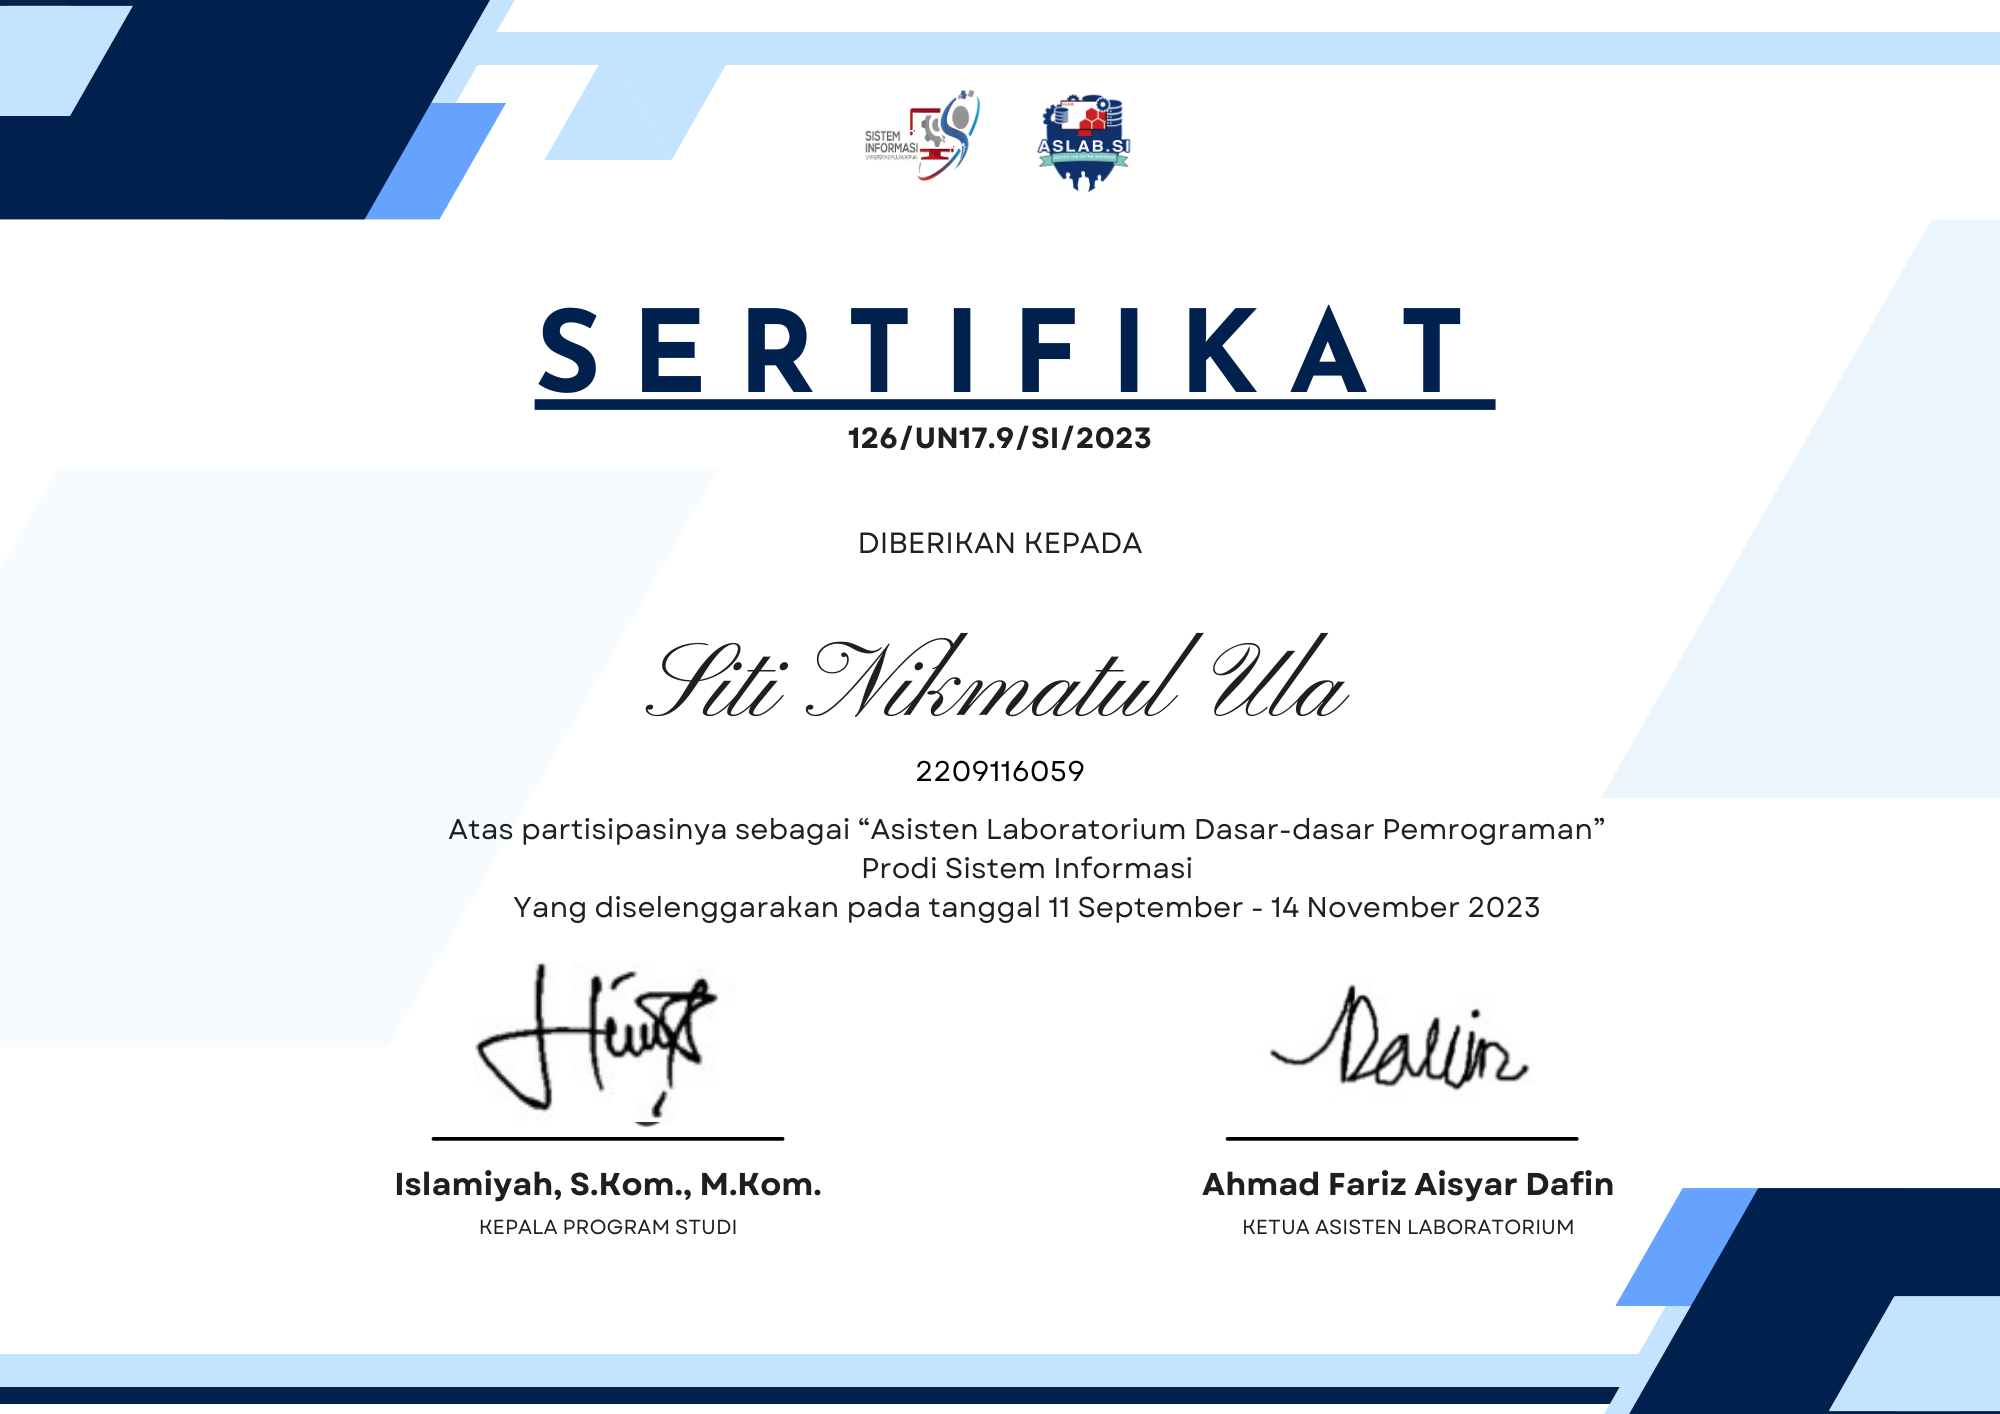 SISTEM
INFORMASI
ASLAB.SI
SERTIFIKAT
126/UN17.9/SI/2023
DIBERIKAN KEPADA
Siti Nikmatul Ula
2209116059
Atas partisipasinya sebagai “Asisten Laboratorium Dasar-dasar Pemrograman”
Prodi Sistem Informasi
Yang diselenggarakan pada tanggal 11 September - 14 November 2023
Islamiyah, S.Kom., M.Kom.
KEPALA PROGRAM STUDI
Ahmad Fariz Aisyar Dafin
KETUA ASISTEN LABORATORIUM